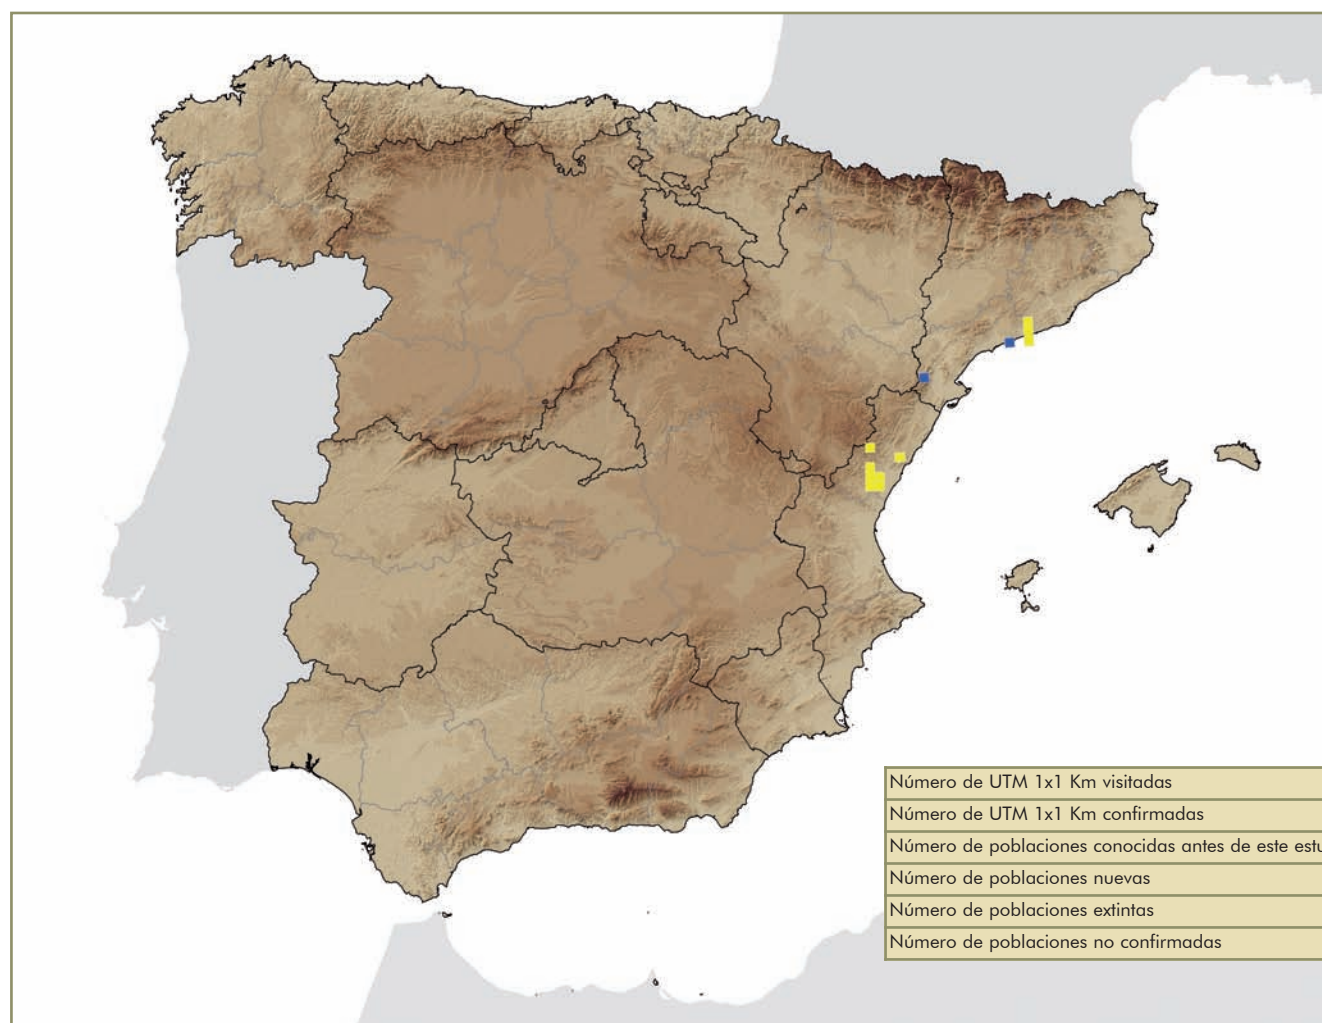 Número de UTM 1x1 Km visitadas
Número de UTM 1x1 Km confirmadas
Número de poblaciones conocidas antes de este
Número de poblaciones nuevas
Número de poblaciones extintas
Número de poblaciones no confirmadas